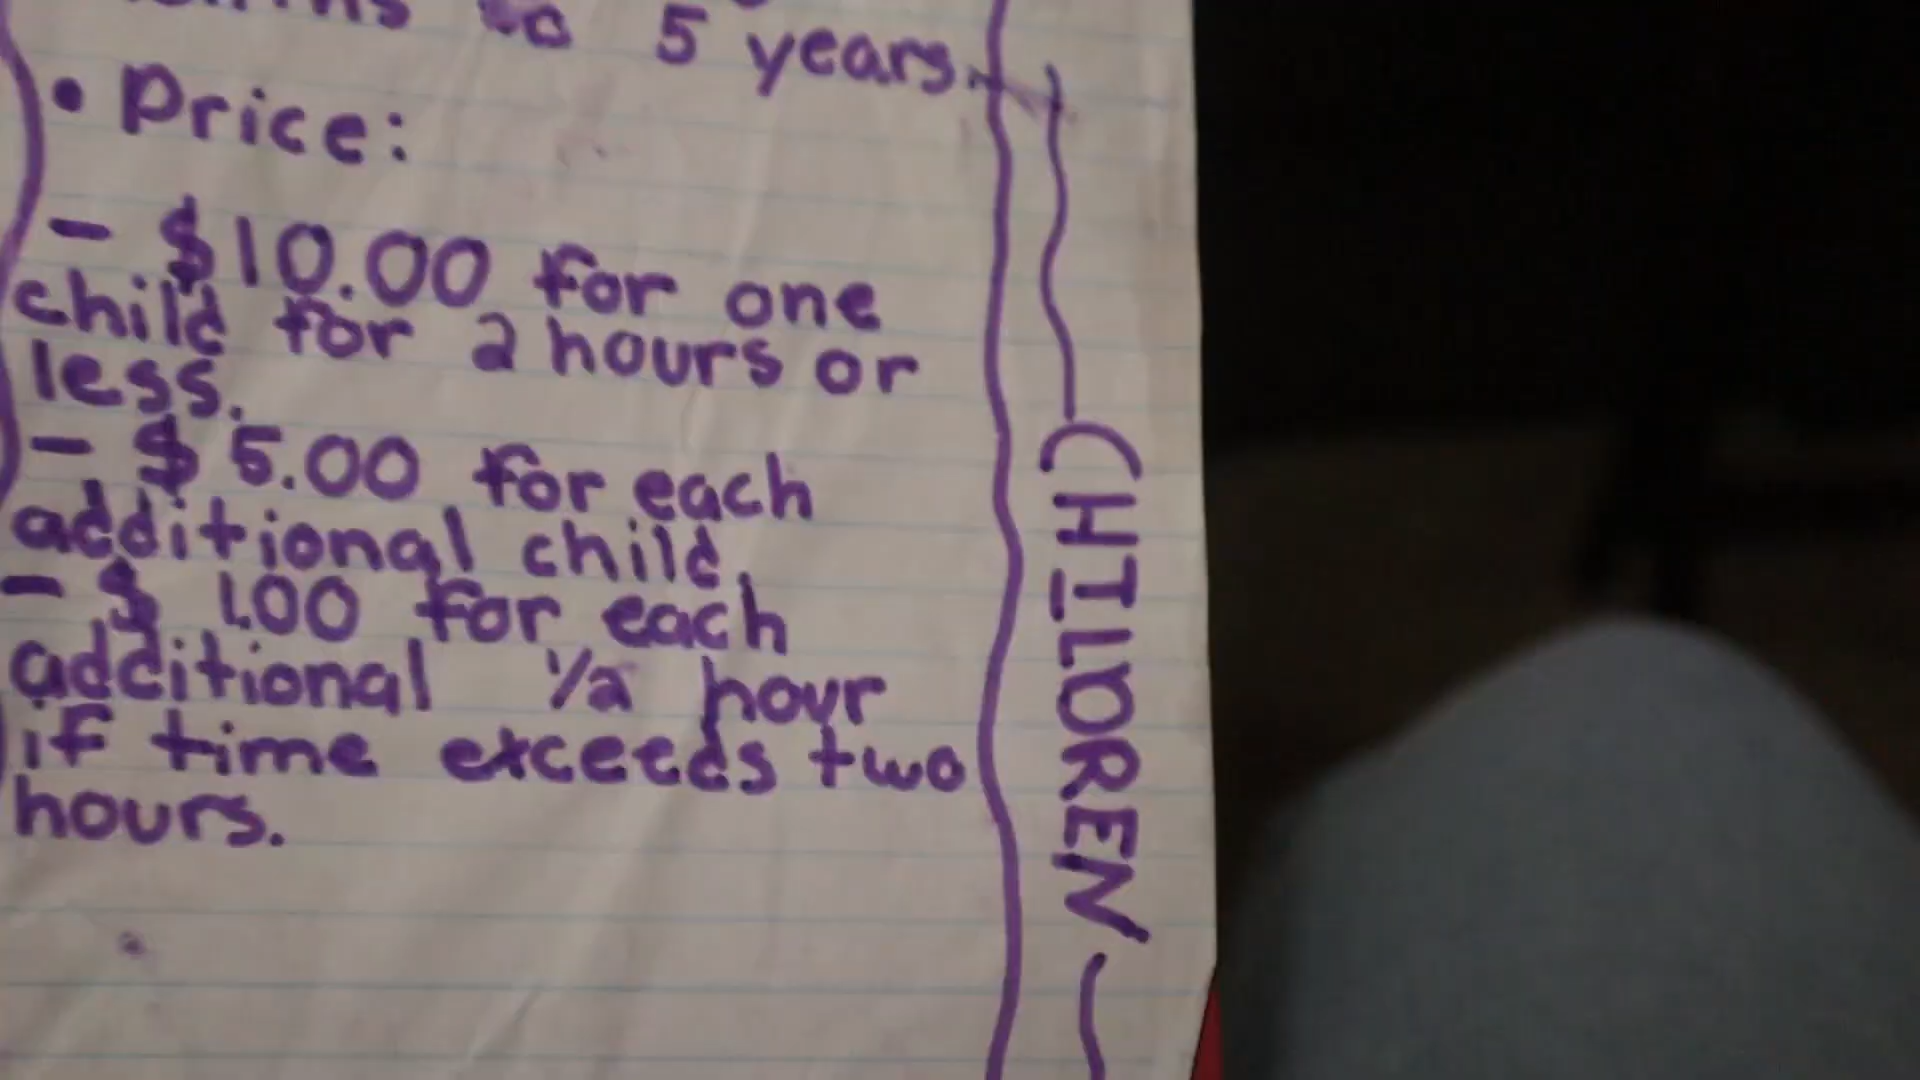 to 5 years.
• Price:
- $10.00 for one
child for 2 hours or
less.
- $5.00 for each
additional child.
- $ 1.00 for each
additional 1/2 hour
if time exceeds two
hours.
CHILDREN